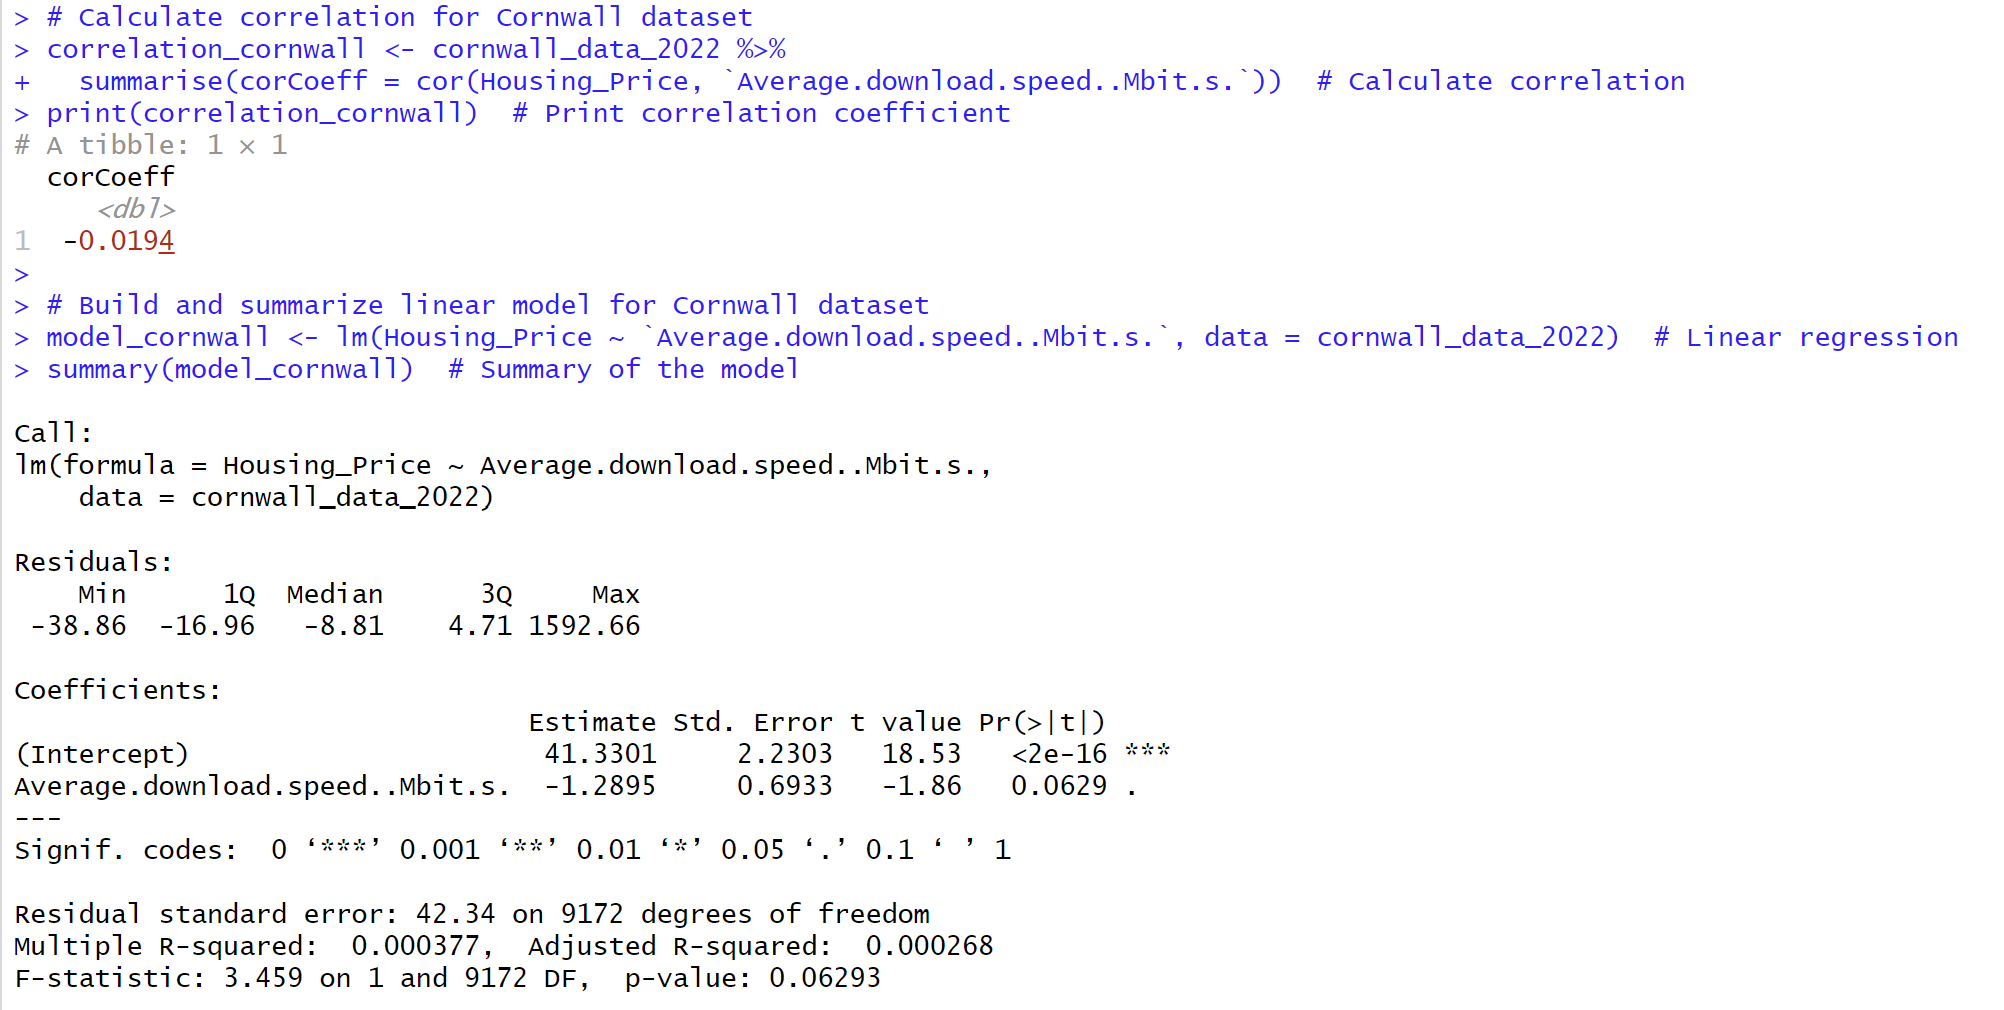 > # Calculate correlation for Cornwall dataset
> correlation_cornwall <- cornwall_data_2022 %>%
+   summarise(corCoeff = cor(Housing_Price, `Average.download.speed..Mbit.s.`))  # Calculate correlation
> print(correlation_cornwall)  # Print correlation coefficient
# A tibble: 1 × 1
  corCoeff
     <dbl>
1  -0.0194
>
> # Build and summarize linear model for Cornwall dataset
> model_cornwall <- lm(Housing_Price ~ `Average.download.speed..Mbit.s.`, data = cornwall_data_2022)  # Linear regression
> summary(model_cornwall)  # Summary of the model

Call:
lm(formula = Housing_Price ~ Average.download.speed..Mbit.s.,
    data = cornwall_data_2022)

Residuals:
    Min      1Q  Median      3Q     Max
 -38.86  -16.96   -8.81    4.71 1592.66

Coefficients:
                                Estimate Std. Error t value Pr(>|t|)
(Intercept)                      41.3301     2.2303   18.53   <2e-16 ***
Average.download.speed..Mbit.s.  -1.2895     0.6933   -1.86   0.0629 .
---
Signif. codes:  0 ‘***’ 0.001 ‘**’ 0.01 ‘*’ 0.05 ‘.’ 0.1 ‘ ’ 1

Residual standard error: 42.34 on 9172 degrees of freedom
Multiple R-squared:  0.000377,	Adjusted R-squared:  0.000268
F-statistic: 3.459 on 1 and 9172 DF,  p-value: 0.06293